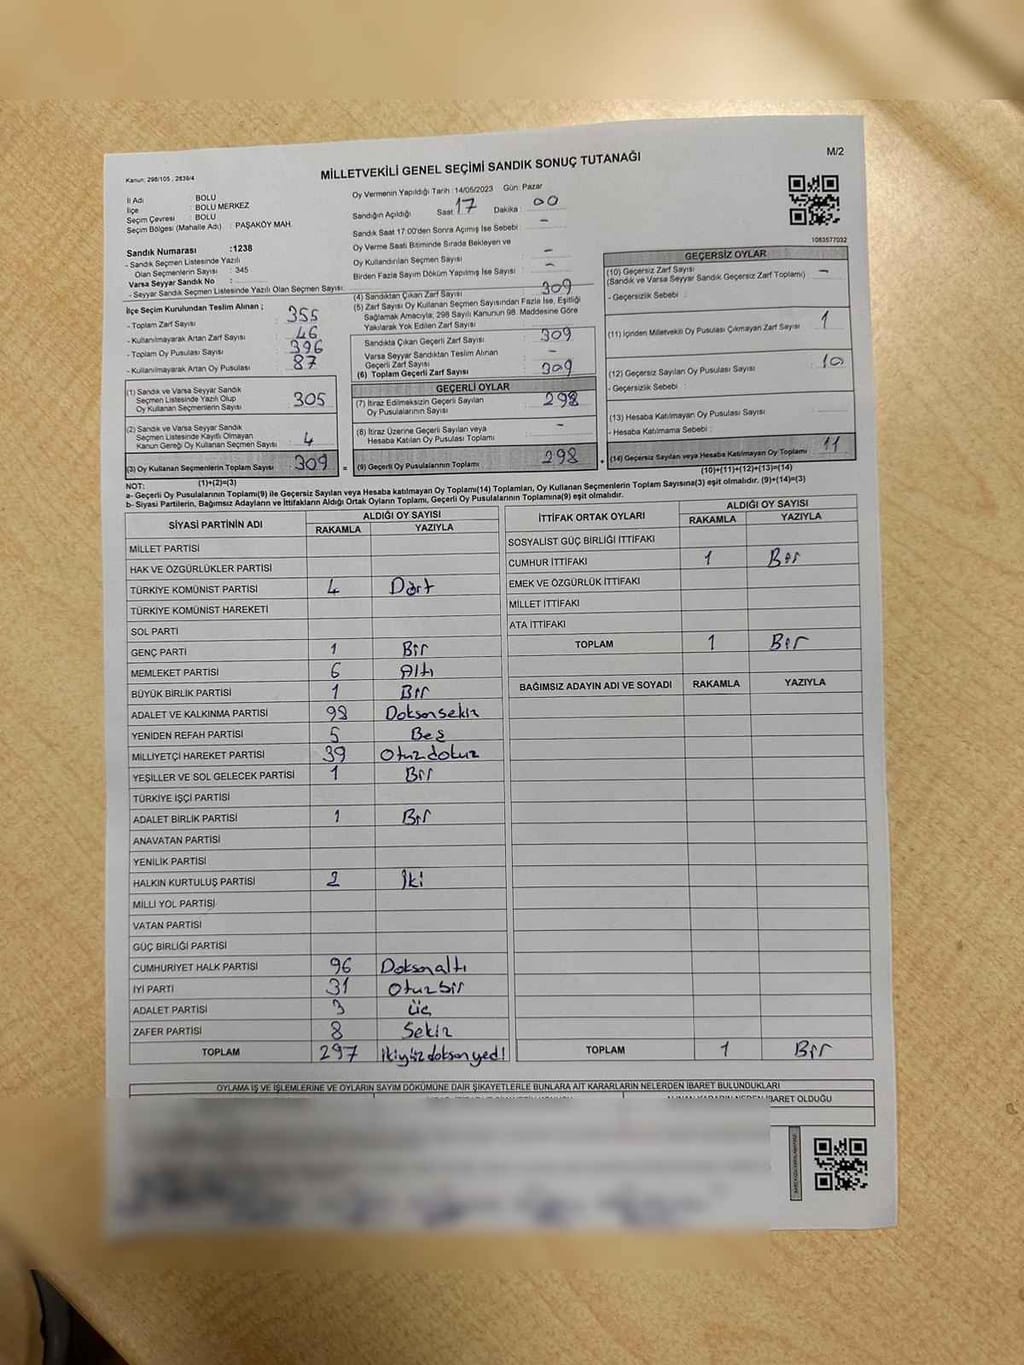 M/2
Kanun: 298/105 , 2839/4
MİLLETVEKİLİ GENEL SEÇİMİ SANDIK SONUÇ TUTANAĞI
İl Adı : BOLU
İlçe : BOLU MERKEZ
Seçim Çevresi : BOLU
Seçim Bölgesi (Mahalle Adı) : PAŞAKÖY MAH.
Sandık Numarası :1238
- Sandık Seçmen Listesinde Yazılı
Olan Seçmenlerin Sayısı : 345
Varsa Seyyar Sandık No :
- Seyyar Sandık Seçmen Listesinde Yazılı Olan Seçmen Sayısı:
İlçe Seçim Kurulundan Teslim Alınan ;
- Toplam Zarf Sayısı 355
- Kullanılmayarak Artan Zarf Sayısı 46
- Toplam Oy Pusulası Sayısı 396
- Kullanılmayarak Artan Oy Pusulası 87
(1) Sandık ve Varsa Seyyar Sandık
Seçmen Listesinde Yazılı Olup
Oy Kullanan Seçmenlerin Sayısı 305
(2) Sandık ve Varsa Seyyar Sandık
Seçmen Listesinde Kayıtlı Olmayan
Kanun Gereği Oy Kullanan Seçmen Sayısı 4
(3) Oy Kullanan Seçmenlerin Toplam Sayısı 309 =
Oy Vermenin Yapıldığı Tarih : 14/05/2023 Gün: Pazar
Sandığın Açıldığı Saat : 17 Dakika : 00
Sandık Saat 17:00'den Sonra Açımış İse Sebebi : -
Oy Verme Saati Bitiminde Sırada Bekleyen ve
Oy Kullandırılan Seçmen Sayısı -
Birden Fazla Sayım Döküm Yapılmış İse Sayısı : -
(4) Sandıktan Çıkan Zarf Sayısı 309
(5) Zarf Sayısı Oy Kullanan Seçmen Sayısından Fazla İse, Eşitliği
Sağlamak Amacıyla; 298 Sayılı Kanunun 98. Maddesine Göre
Yakılarak Yok Edilen Zarf Sayısı :
Sandıkta Çıkan Geçerli Zarf Sayısı 309
Varsa Seyyar Sandıktan Teslim Alınan
Geçerli Zarf Sayısı -
(6) Toplam Geçerli Zarf Sayısı 309
GEÇERLİ OYLAR
(7) İtiraz Edilmeksizin Geçerli Sayılan
Oy Pusulalarının Sayısı 298
(8) İtiraz Üzerine Geçerli Sayılan veya
Hesaba Katılan Oy Pusulası Toplamı -
(9) Geçerli Oy Pusulalarının Toplamı 298 +
1083577032
GEÇERSİZ OYLAR
(10) Geçersiz Zarf Sayısı
(Sandık ve Varsa Seyyar Sandık Geçersiz Zarf Toplamı) -
- Geçersizlik Sebebi :
(11) İçinden Milletvekili Oy Pusulası Çıkmayan Zarf Sayısı 1
(12) Geçersiz Sayılan Oy Pusulası Sayısı 10
- Geçersizlik Sebebi :
(13) Hesaba Katılmayan Oy Pusulası Sayısı
- Hesaba Katılmama Sebebi :
(14) Geçersiz Sayılan veya Hesaba Katılmayan Oy Toplamı 11
NOT: (1)+(2)=(3)
(10)+(11)+(12)+(13)=(14)
a- Geçerli Oy Pusulalarının Toplamı(9) ile Geçersiz Sayılan veya Hesaba katılmayan Oy Toplamı(14) Toplamları, Oy Kullanan Seçmenlerin Toplam Sayısına(3) eşit olmalıdır. (9)+(14)=(3)
b- Siyasi Partilerin, Bağımsız Adayların ve İttifakların Aldığı Ortak Oyların Toplamı, Geçerli Oy Pusulalarının Toplamına(9) eşit olmalıdır.
SİYASİ PARTİNİN ADI ALDIĞI OY SAYISI
RAKAMLA YAZIYLA
MİLLET PARTİSİ
HAK VE ÖZGÜRLÜKLER PARTİSİ
TÜRKİYE KOMÜNİST PARTİSİ 4 Dört
TÜRKİYE KOMÜNİST HAREKETİ
SOL PARTİ
GENÇ PARTİ 1 Bir
MEMLEKET PARTİSİ 6 Altı
BÜYÜK BİRLİK PARTİSİ 1 Bir
ADALET VE KALKINMA PARTİSİ 98 Doksansekiz
YENİDEN REFAH PARTİSİ 5 Beş
MİLLİYETÇİ HAREKET PARTİSİ 39 Otuzdokuz
YEŞİLLER VE SOL GELECEK PARTİSİ 1 Bir
TÜRKİYE İŞÇİ PARTİSİ
ADALET BİRLİK PARTİSİ 1 Bir
ANAVATAN PARTİSİ
YENİLİK PARTİSİ
HALKIN KURTULUŞ PARTİSİ 2 İki
MİLLİ YOL PARTİSİ
VATAN PARTİSİ
GÜÇ BİRLİĞİ PARTİSİ
CUMHURİYET HALK PARTİSİ 96 Doksanaltı
İYİ PARTİ 31 Otuzbir
ADALET PARTİSİ 3 üç
ZAFER PARTİSİ 8 Sekiz
TOPLAM 297 ikiyüzdoksanyedi
İTTİFAK ORTAK OYLARI ALDIĞI OY SAYISI
RAKAMLA YAZIYLA
SOSYALİST GÜÇ BİRLİĞİ İTTİFAKI
CUMHUR İTTİFAKI 1 Bir
EMEK VE ÖZGÜRLÜK İTTİFAKI
MİLLET İTTİFAKI
ATA İTTİFAKI
TOPLAM 1 Bir
BAĞIMSIZ ADAYIN ADI VE SOYADI RAKAMLA YAZIYLA
TOPLAM 1 Bir
OYLAMA İŞ VE İŞLEMLERİNE VE OYLARIN SAYIM DÖKÜMÜNE DAİR ŞİKAYETLERLE BUNLARA AİT KARARLARIN NELERDEN İBARET BULUNDUKLARI
ALINAN KARARIN NEDEN İBARET OLDUĞU